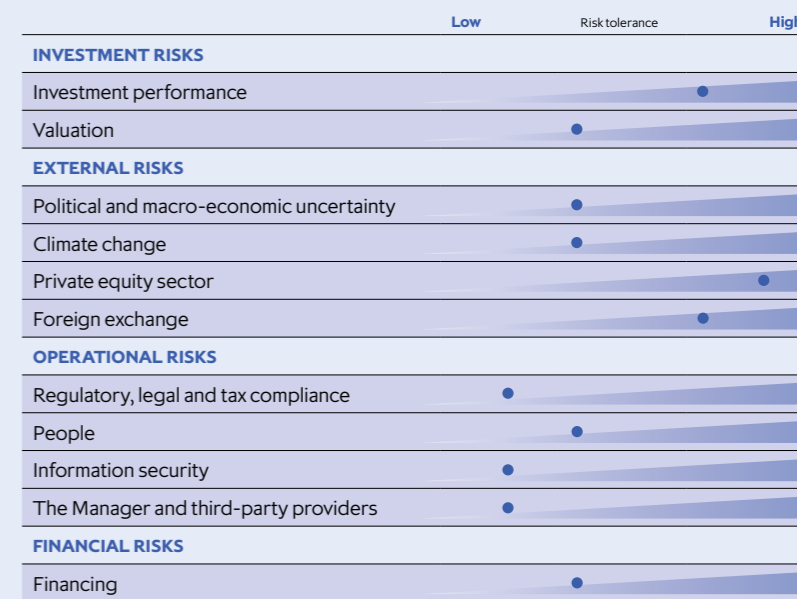 Low Risk tolerance High
INVESTMENT RISKS
Investment performance
Valuation
EXTERNAL RISKS
Political and macro-economic uncertainty
Climate change
Private equity sector
Foreign exchange
OPERATIONAL RISKS
Regulatory, legal and tax compliance
People
Information security
The Manager and third-party providers
FINANCIAL RISKS
Financing